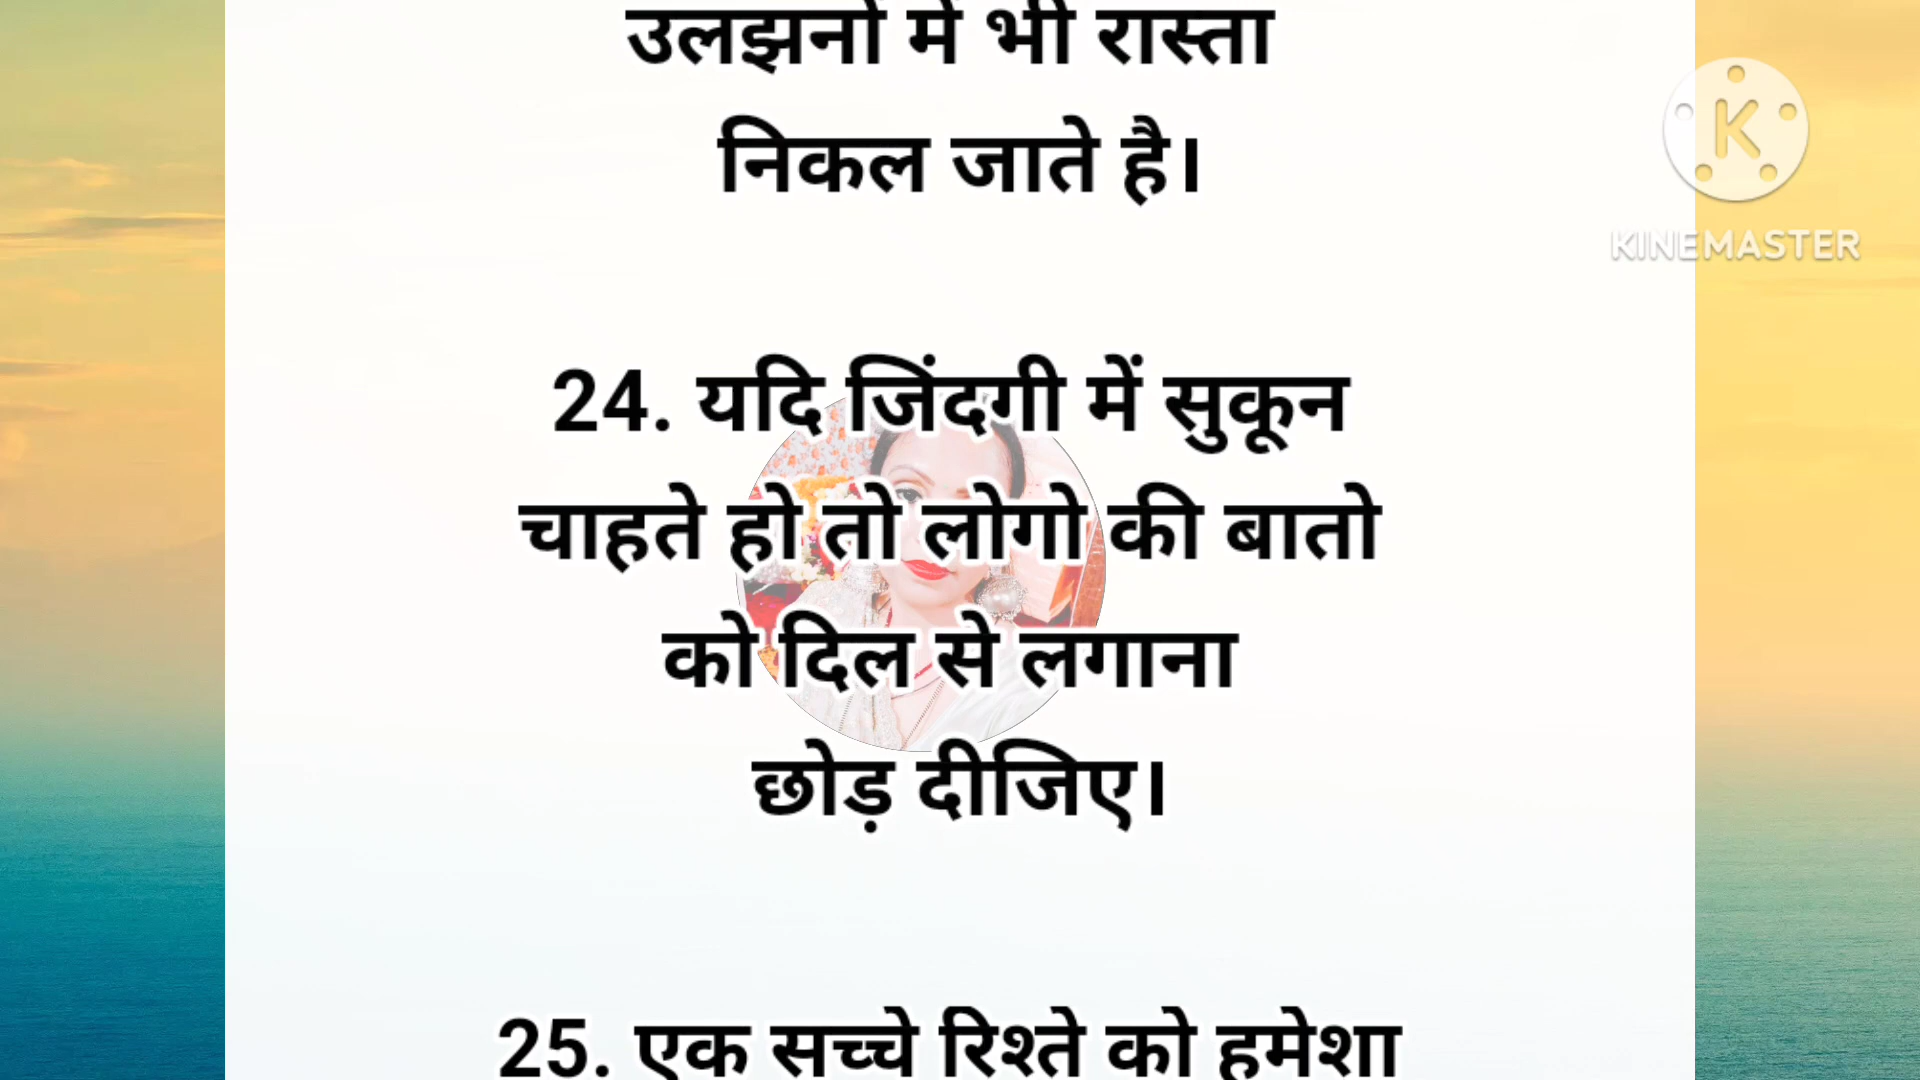 उलझनों में भी रास्ता
निकल जाते है।
K
KINEMASTER
24. यदि जिंदगी में सुकून
चाहते हो तो लोगो की बातो
को दिल से लगाना
छोड़ दीजिए।
25. एक सच्चे रिश्ते को हमेशा